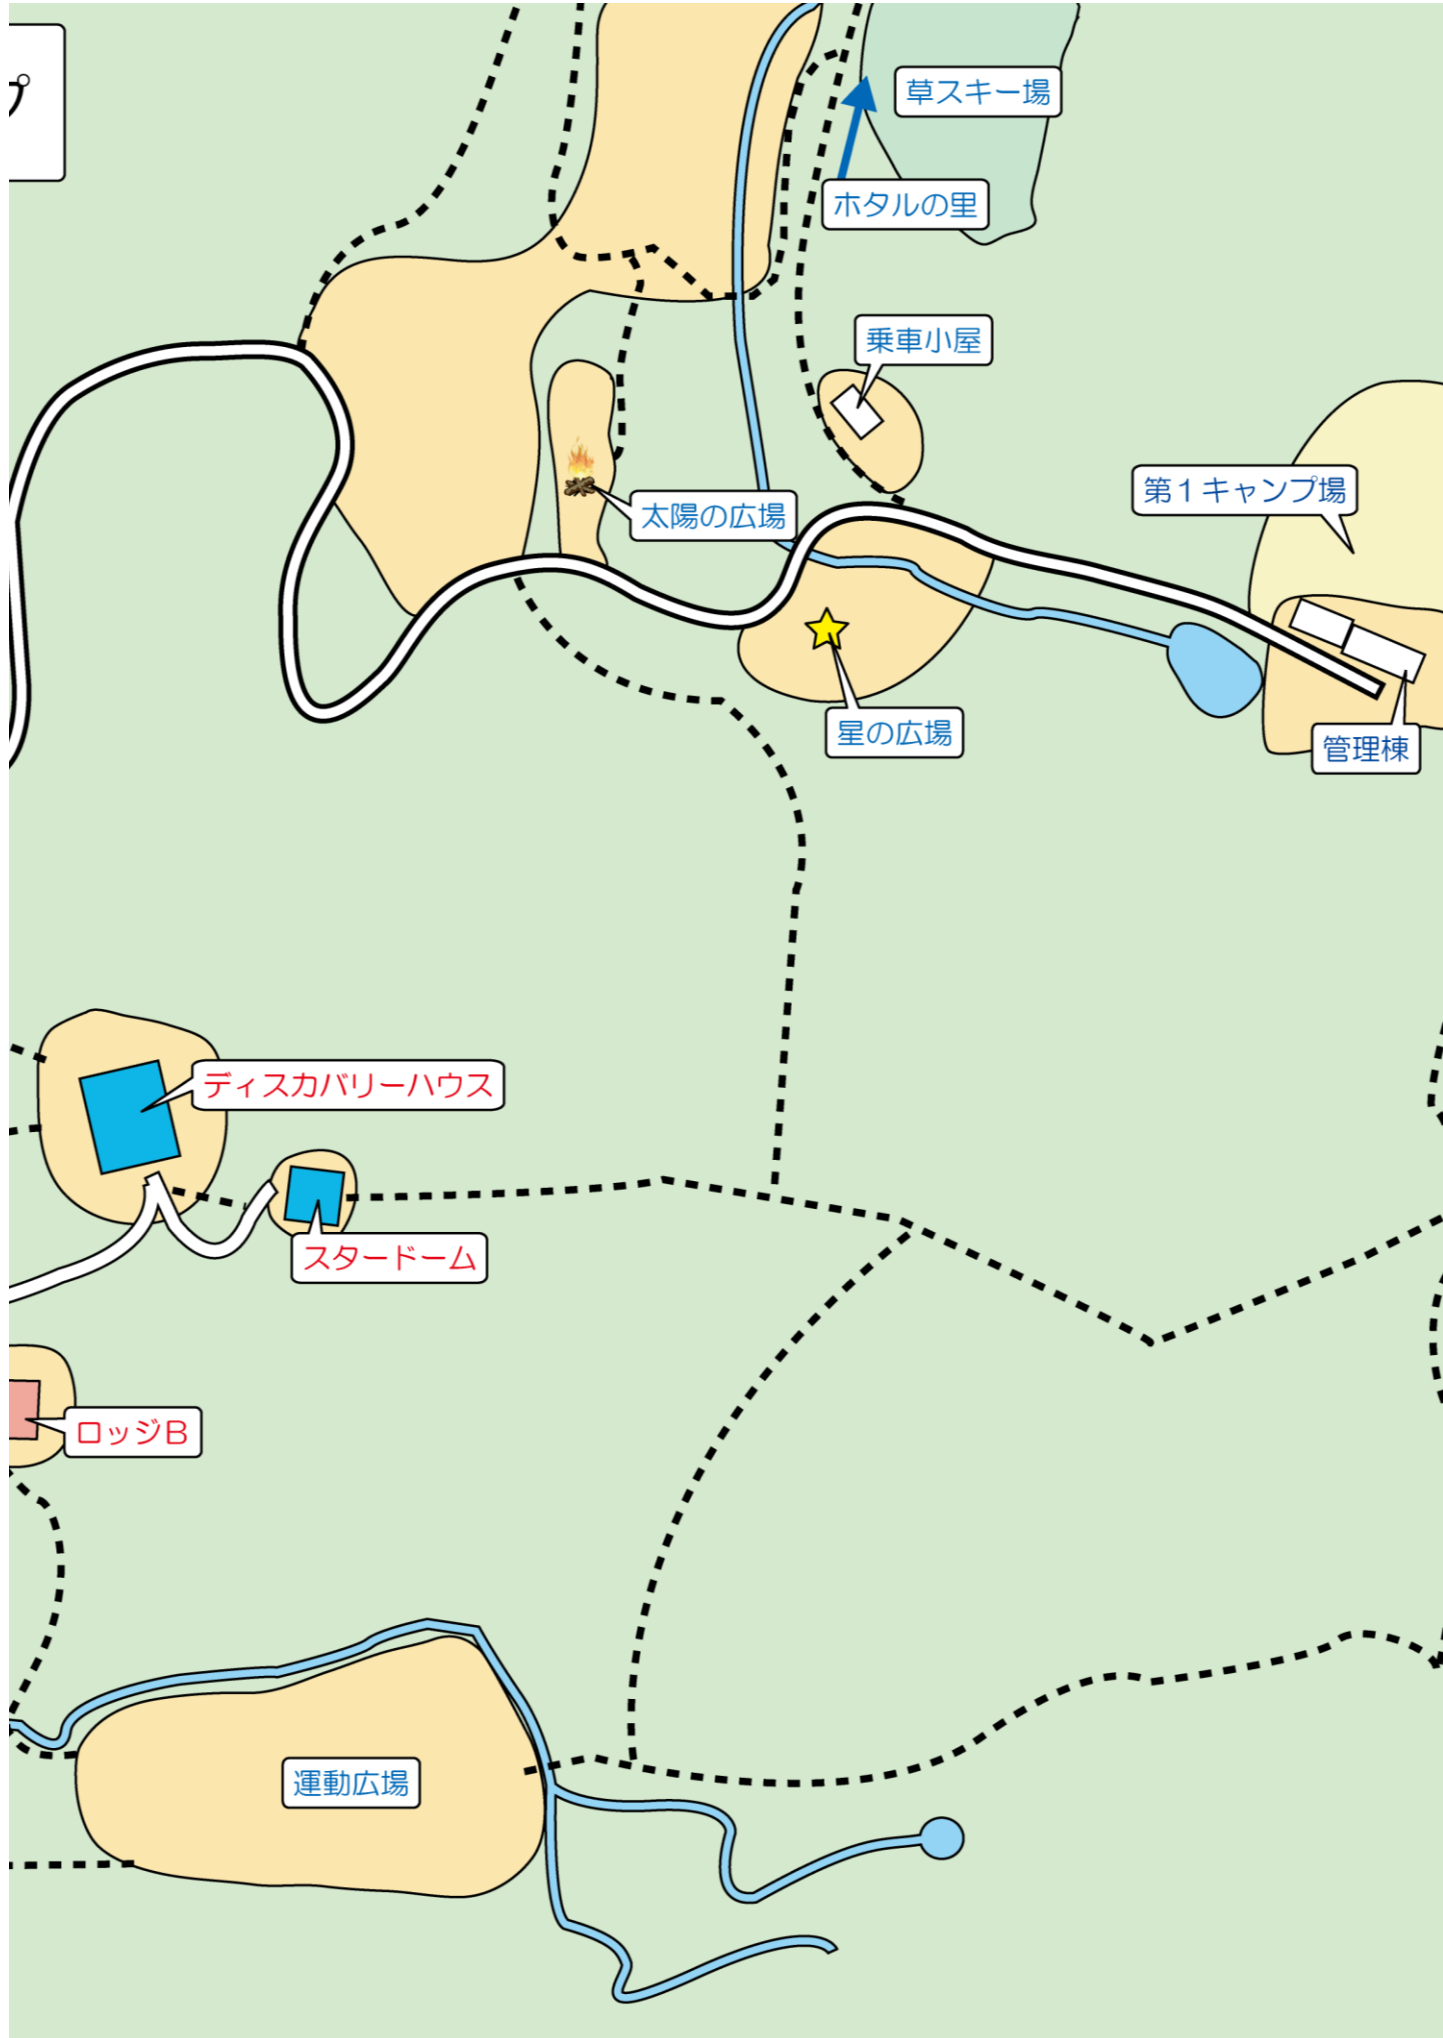 プ
草スキー場
ホタルの里
乗車小屋
第1キャンプ場
太陽の広場
星の広場
管理棟
ディスカバリーハウス
スタードーム
ロッジB
運動広場